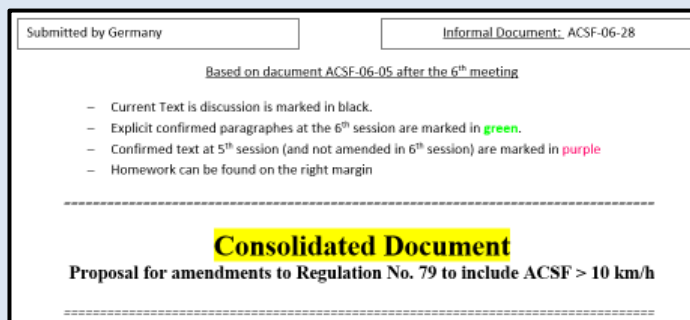 Submitted by Germany
Informal Document: ACSF-06-28
Based on dacument ACSF-06-05 after the 6th meeting
– Current Text is discussion is marked in black.
– Explicit confirmed paragraphes at the 6th session are marked in green.
– Confirmed text at 5th session (and not amended in 6th session) are marked in purple
– Homework can be found on the right margin
Consolidated Document
Proposal for amendments to Regulation No. 79 to include ACSF > 10 km/h